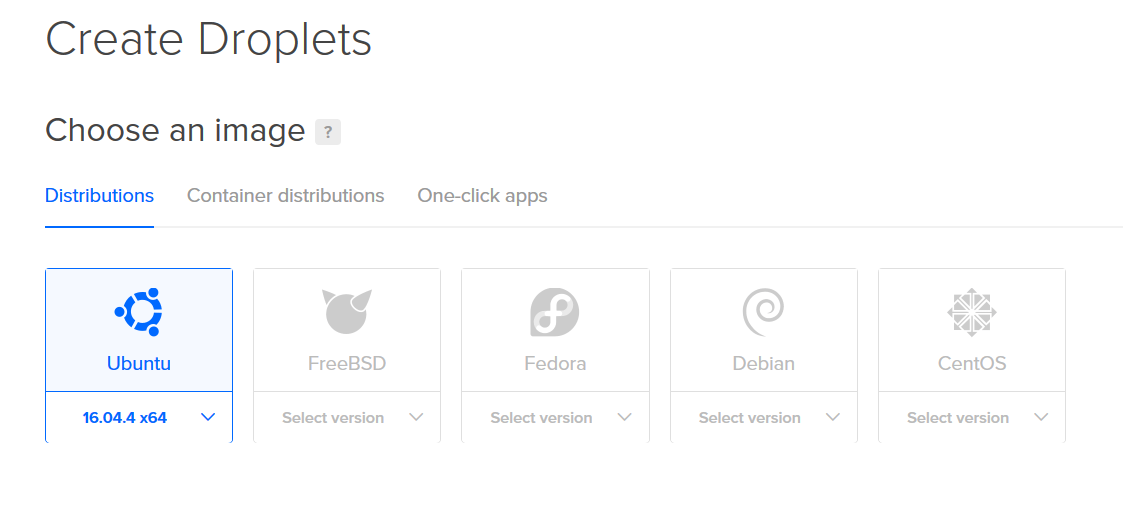 Create Droplets
Choose an image ?
Distributions Container distributions One-click apps
Ubuntu FreeBSD Fedora Debian CentOS
16.04.4 x64 Select version Select version Select version Select version